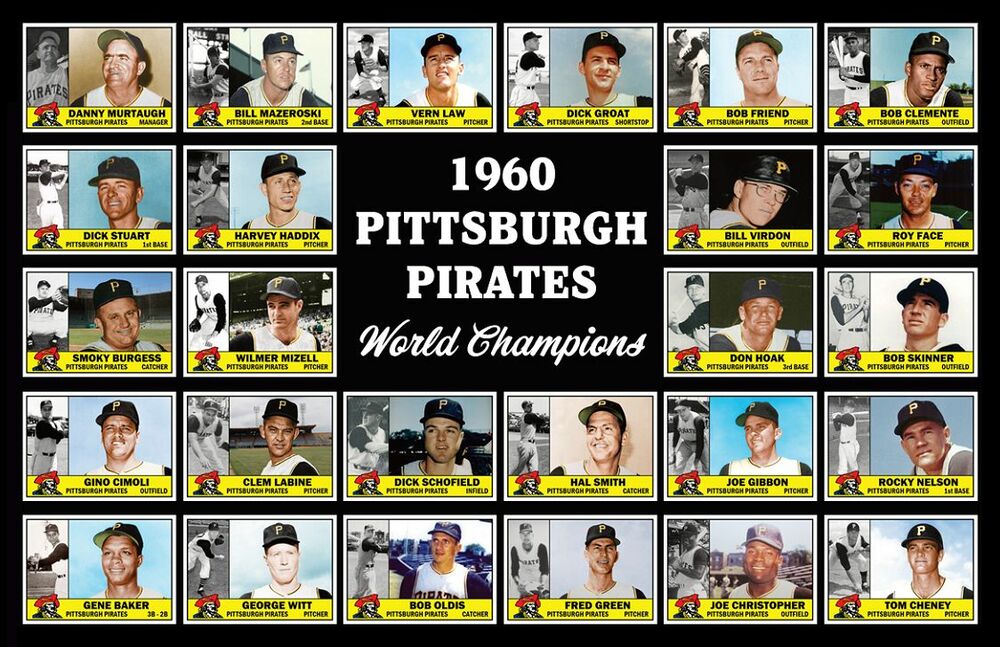 DANNY MURTAUGH
PITTSBURGH PIRATES MANAGER
BILL MAZEROSKI
PITTSBURGH PIRATES 2nd BASE
VERN LAW
PITTSBURGH PIRATES PITCHER
DICK GROAT
PITTSBURGH PIRATES SHORTSTOP
BOB FRIEND
PITTSBURGH PIRATES PITCHER
BOB CLEMENTE
PITTSBURGH PIRATES OUTFIELD
DICK STUART
PITTSBURGH PIRATES 1st BASE
HARVEY HADDIX
PITTSBURGH PIRATES PITCHER
1960
PITTSBURGH
PIRATES
World Champions
BILL VIRDON
PITTSBURGH PIRATES OUTFIELD
ROY FACE
PITTSBURGH PIRATES PITCHER
SMOKY BURGESS
PITTSBURGH PIRATES CATCHER
WILMER MIZELL
PITTSBURGH PIRATES PITCHER
DON HOAK
PITTSBURGH PIRATES 3rd BASE
BOB SKINNER
PITTSBURGH PIRATES OUTFIELD
GINO CIMOLI
PITTSBURGH PIRATES OUTFIELD
CLEM LABINE
PITTSBURGH PIRATES PITCHER
DICK SCHOFIELD
PITTSBURGH PIRATES INFIELD
HAL SMITH
PITTSBURGH PIRATES CATCHER
JOE GIBBON
PITTSBURGH PIRATES PITCHER
ROCKY NELSON
PITTSBURGH PIRATES 1st BASE
GENE BAKER
PITTSBURGH PIRATES 3B - 2B
GEORGE WITT
PITTSBURGH PIRATES PITCHER
BOB OLDIS
PITTSBURGH PIRATES CATCHER
FRED GREEN
PITTSBURGH PIRATES PITCHER
JOE CHRISTOPHER
PITTSBURGH PIRATES OUTFIELD
TOM CHENEY
PITTSBURGH PIRATES PITCHER